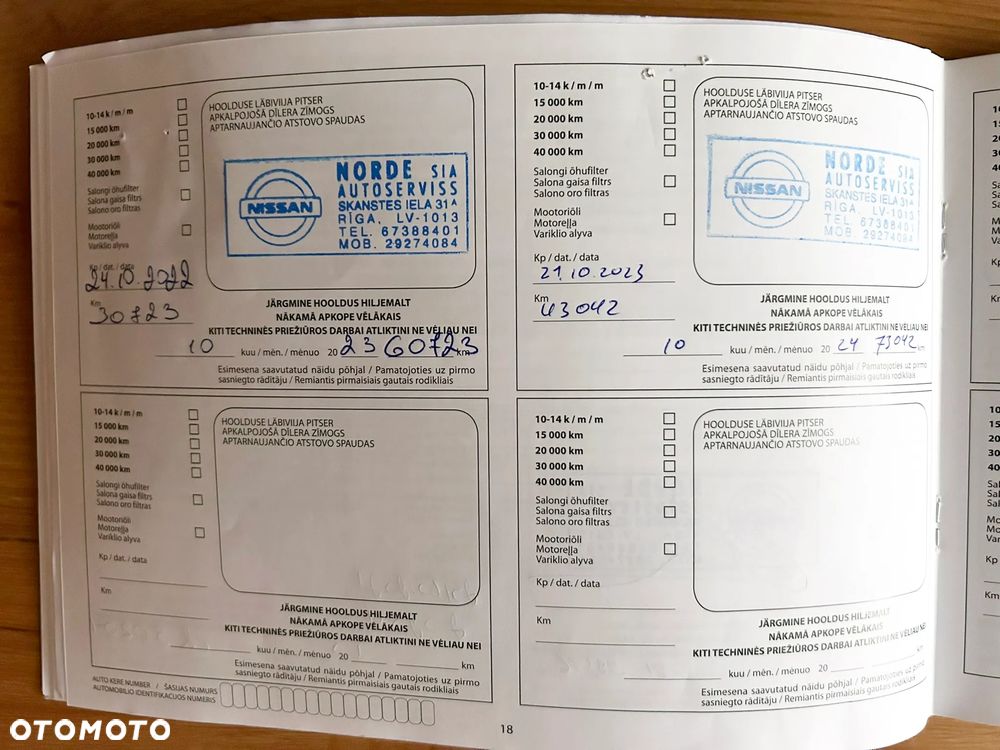 10-14 k / m / m
15 000 km
20 000 km
30 000 km
40 000 km
Salongi õhufilter
Salona gaisa filtrs
Salono oro filtras
Mootoriõli
Motoreļļa
Variklio alyva
Kp / dat. / data
24.10.2022
Km
30723
HOOLDUSE LÄBIVIIJA PITSER
APKALPOJOŠĀ DĪLERA ZĪMOGS
APTARNAUJANČIO ATSTOVO SPAUDAS
NISSAN
NORDE SIA
AUTOSERVISS
SKANSTES IELA 31A
RĪGA, LV-1013
TEL. 67388401
MOB. 29274084
JÄRGMINE HOOLDUS HILJEMALT
NĀKAMĀ APKOPE VĒLĀKAIS
KITI TECHNINĖS PRIEŽIŪROS DARBAI ATLIKTINI NE VĖLIAU NEI
10 kuu / mēn. / mėnuo 20 23 60723 km
Esimesena saavutatud näidu põhjal / Pamatojoties uz pirmo
sasniegto rādītāju / Remiantis pirmaisiais gautais rodikliais
10-14 k / m / m
15 000 km
20 000 km
30 000 km
40 000 km
Salongi õhufilter
Salona gaisa filtrs
Salono oro filtras
Mootoriõli
Motoreļļa
Variklio alyva
Kp / dat. / data
21.10.2023
Km
43042
HOOLDUSE LÄBIVIIJA PITSER
APKALPOJOŠĀ DĪLERA ZĪMOGS
APTARNAUJANČIO ATSTOVO SPAUDAS
NISSAN
NORDE SIA
AUTOSERVISS
SKANSTES IELA 31A
RĪGA, LV-1013
TEL. 67388401
MOB. 29274084
JÄRGMINE HOOLDUS HILJEMALT
NĀKAMĀ APKOPE VĒLĀKAIS
KITI TECHNINĖS PRIEŽIŪROS DARBAI ATLIKTINI NE VĖLIAU NEI
10 kuu / mēn. / mėnuo 20 24 73042 km
Esimesena saavutatud näidu põhjal / Pamatojoties uz pirmo
sasniegto rādītāju / Remiantis pirmaisiais gautais rodikliais
10-14 k / m / m
15 000 km
20 000 km
30 000 km
40 000 km
Salongi õhufilter
Salona gaisa filtrs
Salono oro filtras
Mootoriõli
Motoreļļa
Variklio alyva
Kp / dat. / data
Km
HOOLDUSE LÄBIVIIJA PITSER
APKALPOJOŠĀ DĪLERA ZĪMOGS
APTARNAUJANČIO ATSTOVO SPAUDAS
JÄRGMINE HOOLDUS HILJEMALT
NĀKAMĀ APKOPE VĒLĀKAIS
KITI TECHNINĖS PRIEŽIŪROS DARBAI ATLIKTINI NE VĖLIAU NEI
kuu / mēn. / mėnuo 20 km
Esimesena saavutatud näidu põhjal / Pamatojoties uz pirmo
sasniegto rādītāju / Remiantis pirmaisiais gautais rodikliais
10-14 k / m / m
15 000 km
20 000 km
30 000 km
40 000 km
Salongi õhufilter
Salona gaisa filtrs
Salono oro filtras
Mootoriõli
Motoreļļa
Variklio alyva
Kp / dat. / data
Km
HOOLDUSE LÄBIVIIJA PITSER
APKALPOJOŠĀ DĪLERA ZĪMOGS
APTARNAUJANČIO ATSTOVO SPAUDAS
JÄRGMINE HOOLDUS HILJEMALT
NĀKAMĀ APKOPE VĒLĀKAIS
KITI TECHNINĖS PRIEŽIŪROS DARBAI ATLIKTINI NE VĖLIAU NEI
kuu / mēn. / mėnuo 20 km
Esimesena saavutatud näidu põhjal / Pamatojoties uz pirmo
sasniegto rādītāju / Remiantis pirmaisiais gautais rodikliais
AUTO KERE NUMBER / ŠASIJAS NUMURS
AUTOMOBILIO IDENTIFIKACIJOS NUMERIS
18
OTOMOTO